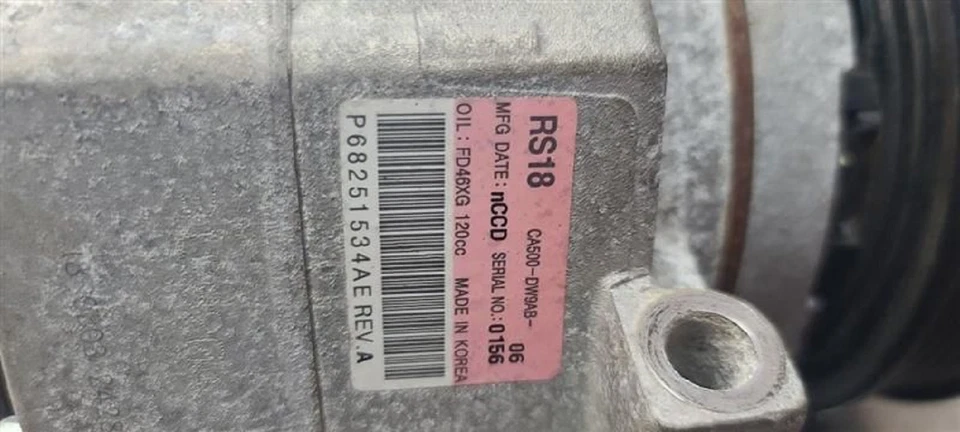 RS18 CA500-DW9AB-06
MFG DATE: nCCD SERIAL NO.: 0156
OIL: FD46XG 120cc MADE IN KOREA
P68251534AE REV.A